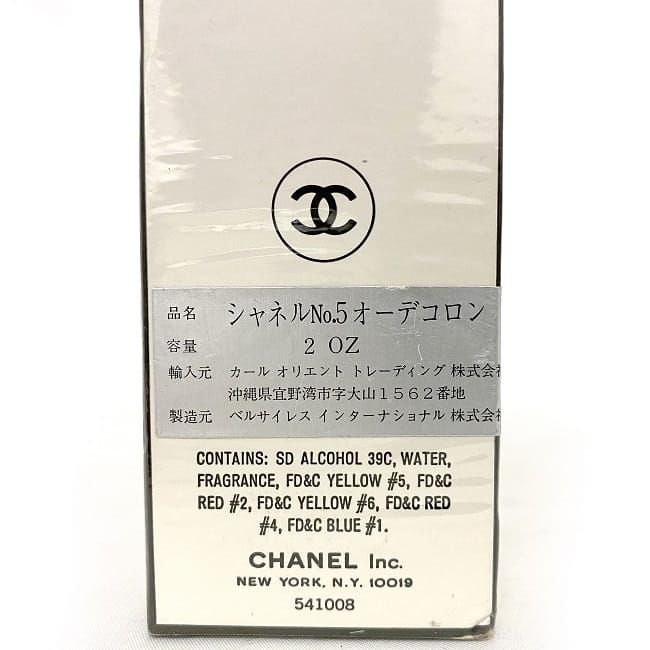 品名 シャネルNo.5オーデコロン
容量 2 OZ
輸入元 カール オリエント トレーディング 株式会社
沖縄県宜野湾市字大山1562番地
製造元 ベルサイレス インターナショナル 株式会社
CONTAINS: SD ALCOHOL 39C, WATER,
FRAGRANCE, FD&C YELLOW #5, FD&C
RED #2, FD&C YELLOW #6, FD&C RED
#4, FD&C BLUE #1.
CHANEL Inc.
NEW YORK, N.Y. 10019
541008